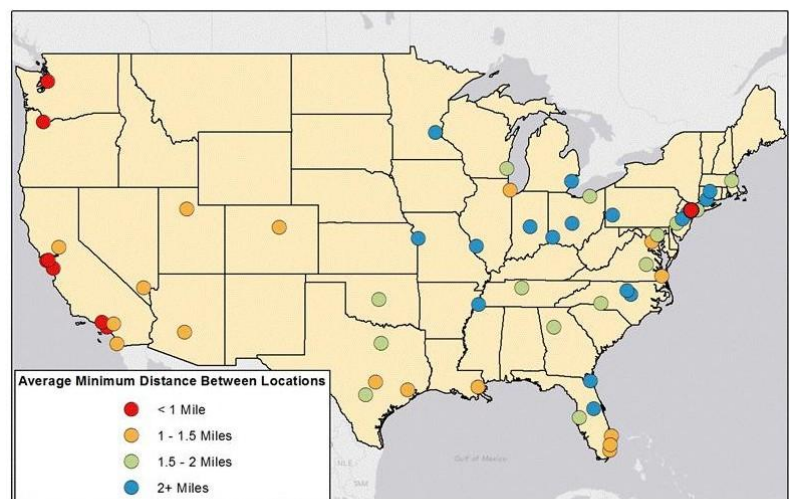 Average Minimum Distance Between Locations
< 1 Mile
1 - 1.5 Miles
1.5 - 2 Miles
2+ Miles
Gulf of Mexico